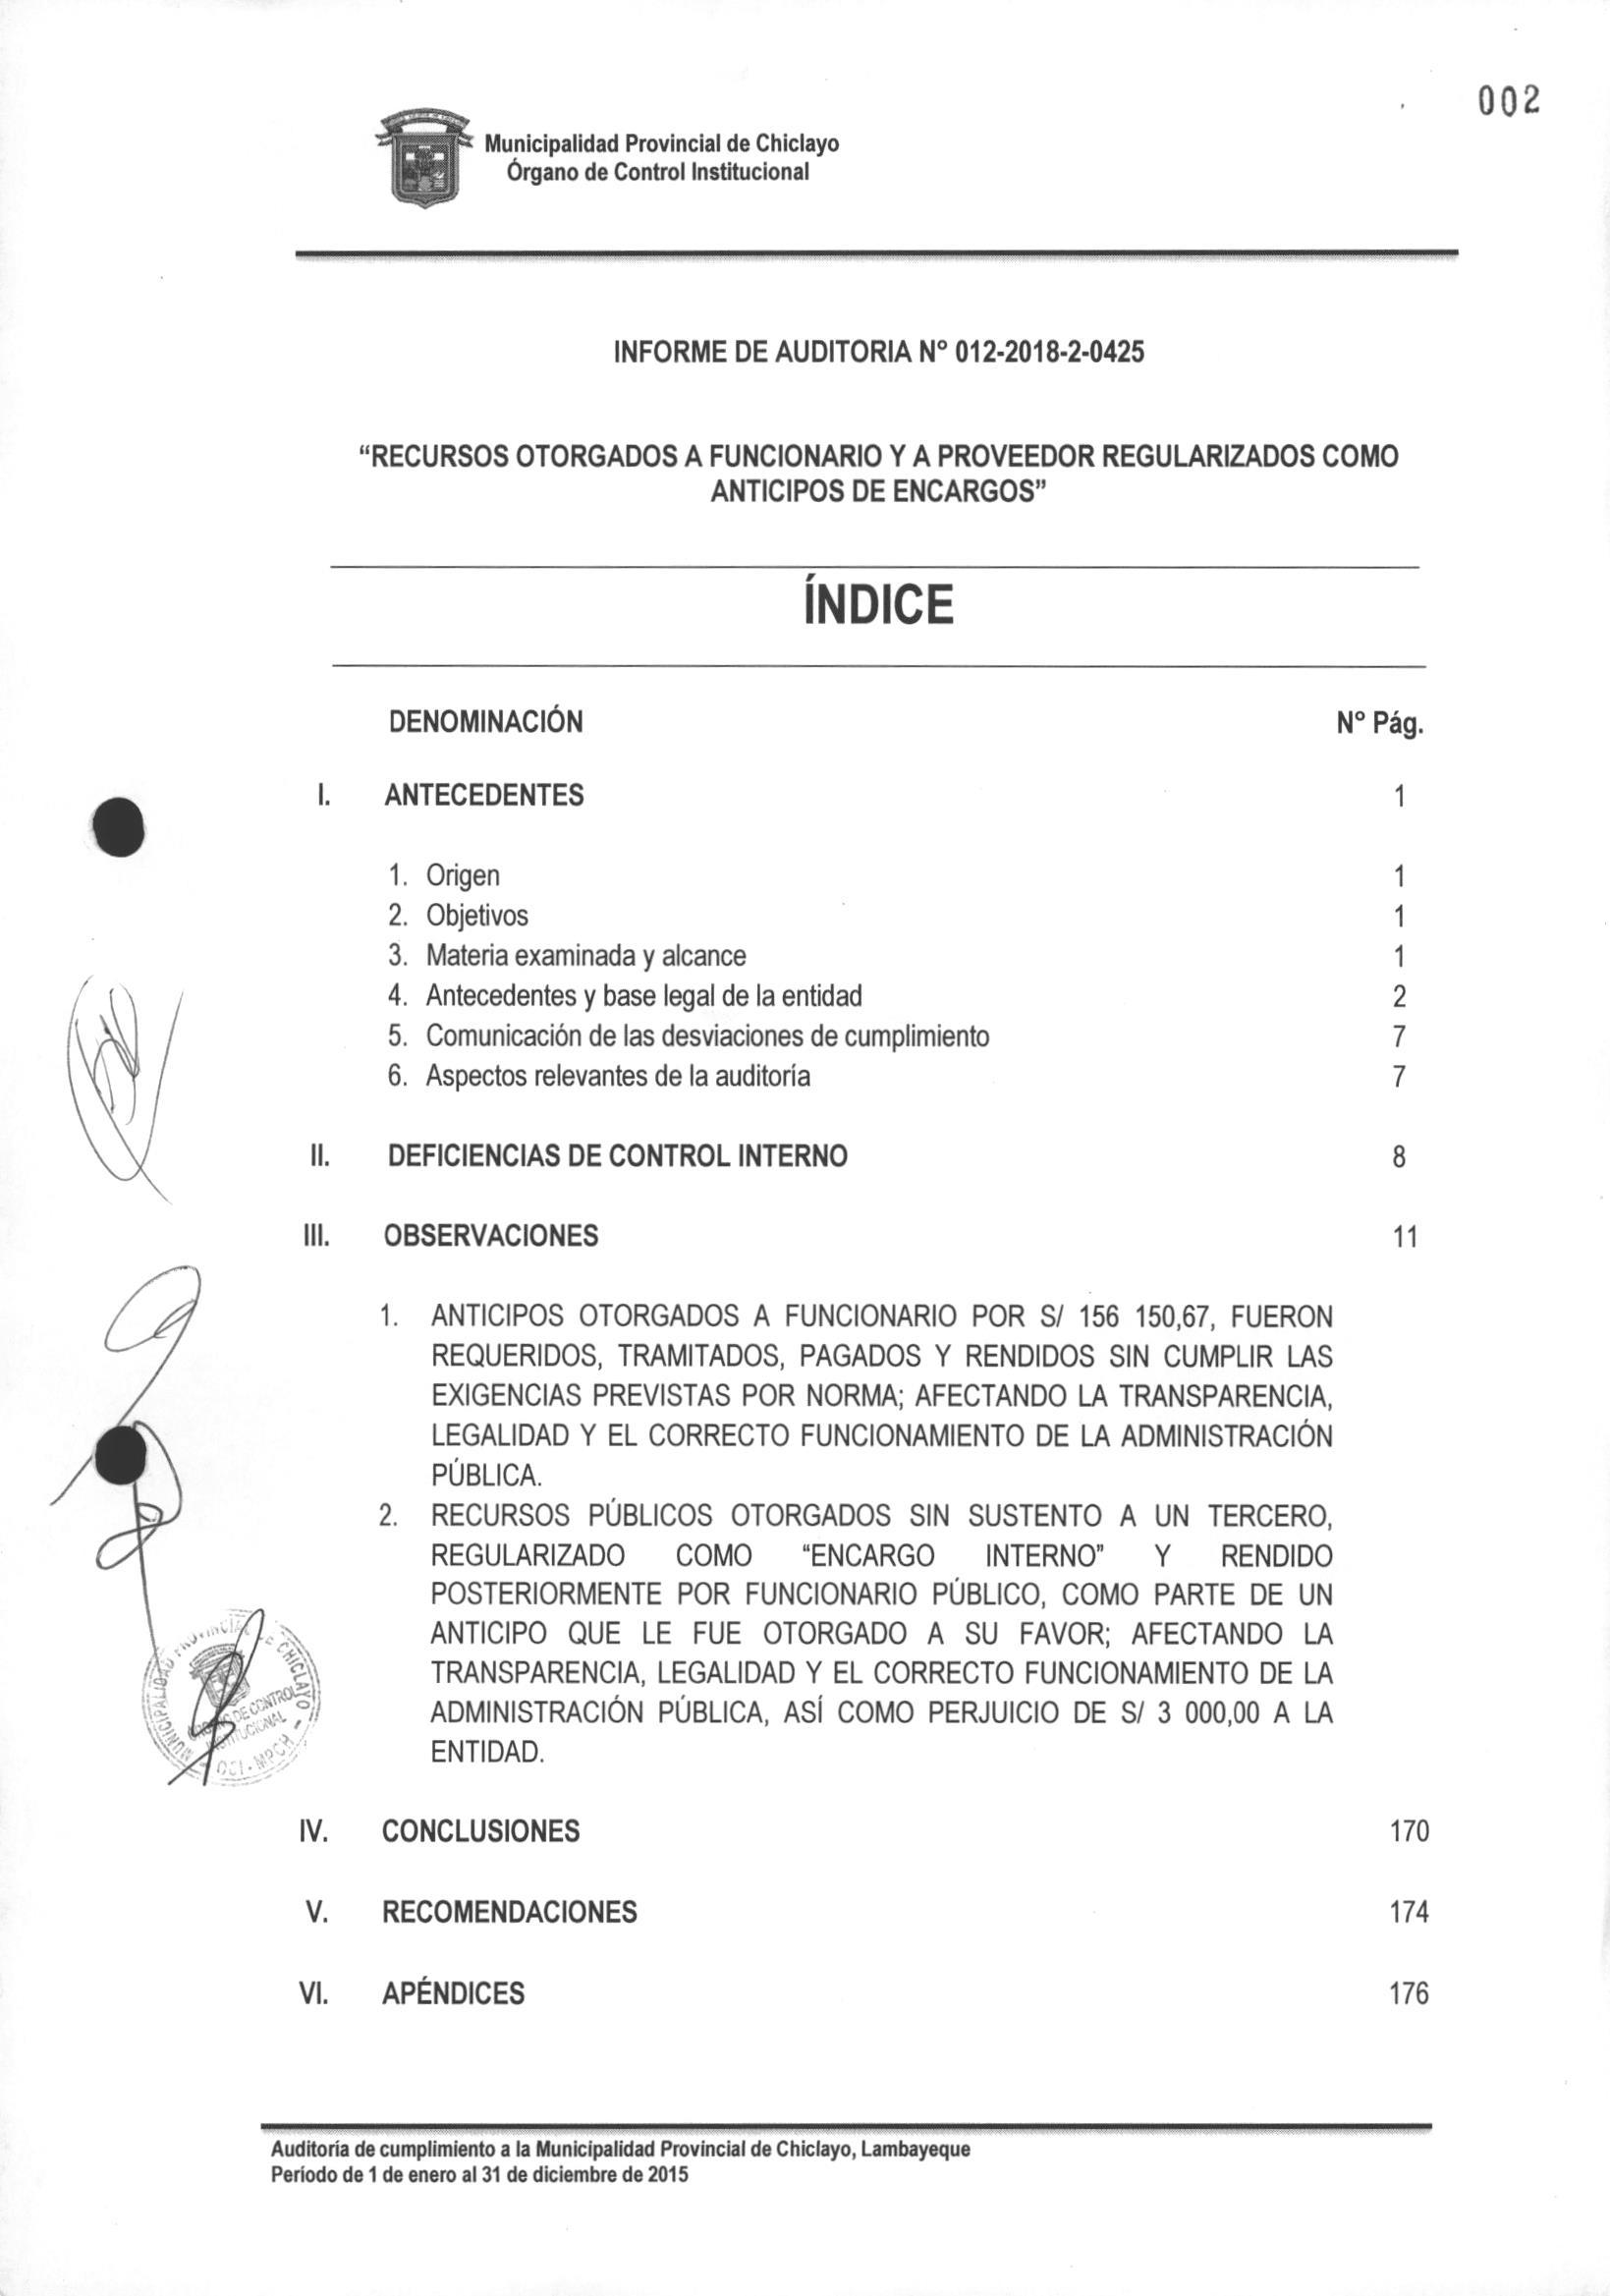 002
Municipalidad Provincial de Chiclayo
Órgano de Control Institucional
INFORME DE AUDITORIA N° 012-2018-2-0425
“RECURSOS OTORGADOS A FUNCIONARIO Y A PROVEEDOR REGULARIZADOS COMO
ANTICIPOS DE ENCARGOS”
ÍNDICE
DENOMINACIÓN N° Pág.
I. ANTECEDENTES 1
1. Origen 1
2. Objetivos 1
3. Materia examinada y alcance 1
4. Antecedentes y base legal de la entidad 2
5. Comunicación de las desviaciones de cumplimiento 7
6. Aspectos relevantes de la auditoría 7
II. DEFICIENCIAS DE CONTROL INTERNO 8
III. OBSERVACIONES 11
1. ANTICIPOS OTORGADOS A FUNCIONARIO POR S/ 156 150,67, FUERON
REQUERIDOS, TRAMITADOS, PAGADOS Y RENDIDOS SIN CUMPLIR LAS
EXIGENCIAS PREVISTAS POR NORMA; AFECTANDO LA TRANSPARENCIA,
LEGALIDAD Y EL CORRECTO FUNCIONAMIENTO DE LA ADMINISTRACIÓN
PÚBLICA.
2. RECURSOS PÚBLICOS OTORGADOS SIN SUSTENTO A UN TERCERO,
REGULARIZADO COMO “ENCARGO INTERNO” Y RENDIDO
POSTERIORMENTE POR FUNCIONARIO PÚBLICO, COMO PARTE DE UN
ANTICIPO QUE LE FUE OTORGADO A SU FAVOR; AFECTANDO LA
TRANSPARENCIA, LEGALIDAD Y EL CORRECTO FUNCIONAMIENTO DE LA
ADMINISTRACIÓN PÚBLICA, ASÍ COMO PERJUICIO DE S/ 3 000,00 A LA
ENTIDAD.
MUNICIPALIDAD PROVINCIAL DE CHICLAYO
ÓRGANO DE CONTROL
INSTITUCIONAL
OCI - MPCH
IV. CONCLUSIONES 170
V. RECOMENDACIONES 174
VI. APÉNDICES 176
Auditoría de cumplimiento a la Municipalidad Provincial de Chiclayo, Lambayeque
Período de 1 de enero al 31 de diciembre de 2015